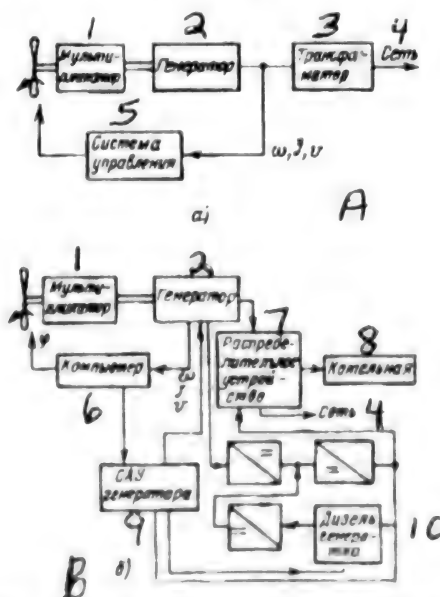 1
2
3
4
Мульти-
пликатор
Генератор
Трансфор-
матор
Сеть
5
Система
управления
ω, J, υ
а)
A
1
2
Мульти-
пликатор
Генератор
7
8
φ
Компьютер
ω
J
υ
Распреде-
лительное
устрой-
ство
Котельная
6
Сеть
4
САУ
генератора
=
=
=
9
Дизель
генера-
тор
10
B
б)